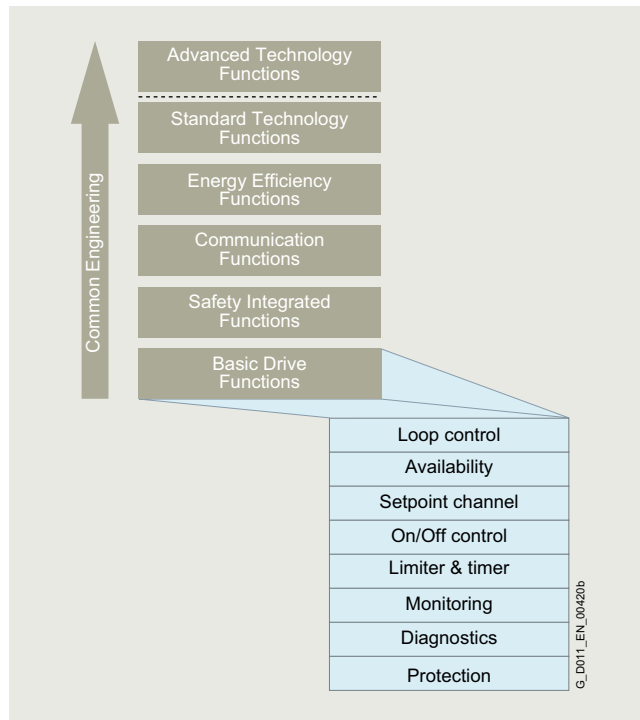 Advanced Technology
Functions
Standard Technology
Functions
Energy Efficiency
Functions
Communication
Functions
Safety Integrated
Functions
Basic Drive
Functions
Common Engineering
Loop control
Availability
Setpoint channel
On/Off control
Limiter & timer
Monitoring
Diagnostics
Protection
G_D011_EN_00420b